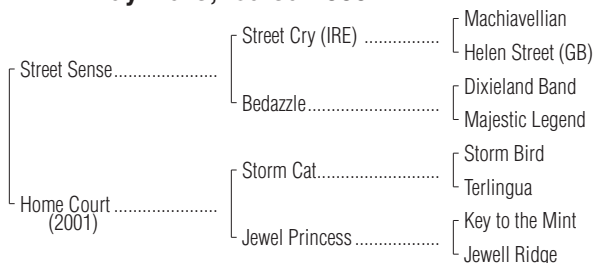 Machiavellian
Street Cry (IRE) ................
Helen Street (GB)
Street Sense......................
Dixieland Band
Bedazzle............................
Majestic Legend
Storm Bird
Storm Cat..........................
Terlingua
Home Court ......................
(2001)
Key to the Mint
Jewel Princess ..................
Jewell Ridge